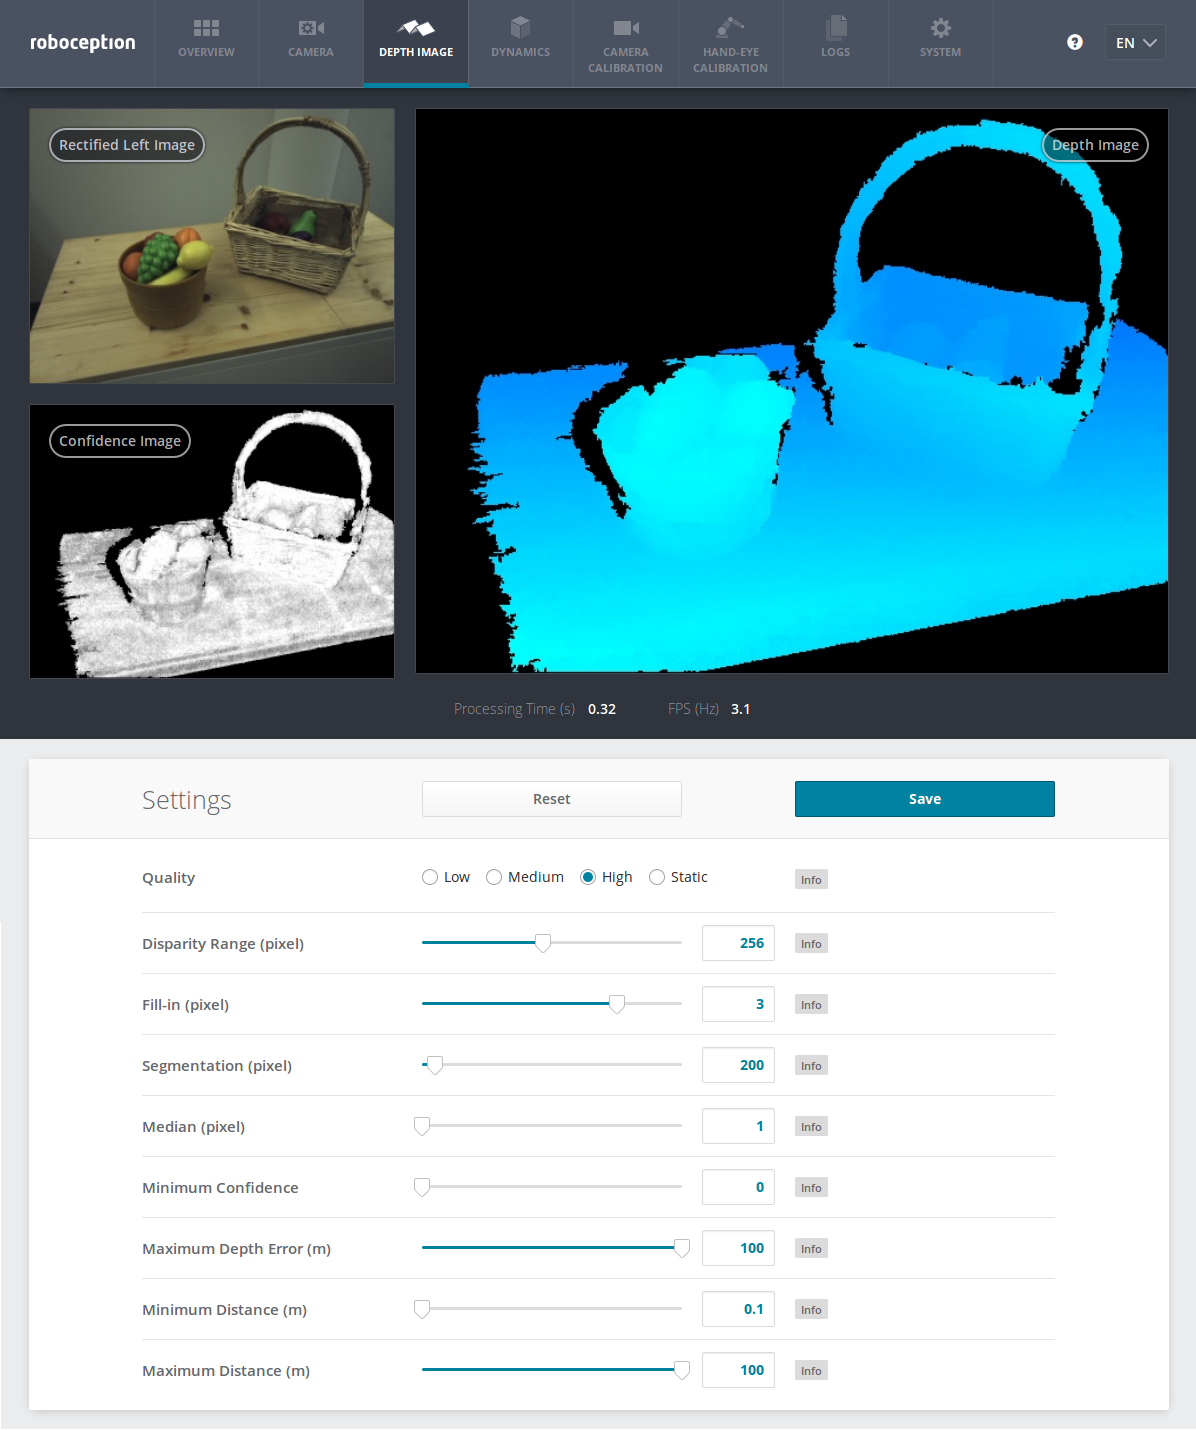 roboception
OVERVIEW
CAMERA
DEPTH IMAGE
DYNAMICS
CAMERA
CALIBRATION
HAND-EYE
CALIBRATION
LOGS
SYSTEM
?
EN
Rectified Left Image
Depth Image
Confidence Image
Processing Time (s) 0.32 FPS (Hz) 3.1
Settings Reset Save
Quality Low Medium High Static Info
Disparity Range (pixel) 256 Info
Fill-in (pixel) 3 Info
Segmentation (pixel) 200 Info
Median (pixel) 1 Info
Minimum Confidence 0 Info
Maximum Depth Error (m) 100 Info
Minimum Distance (m) 0.1 Info
Maximum Distance (m) 100 Info